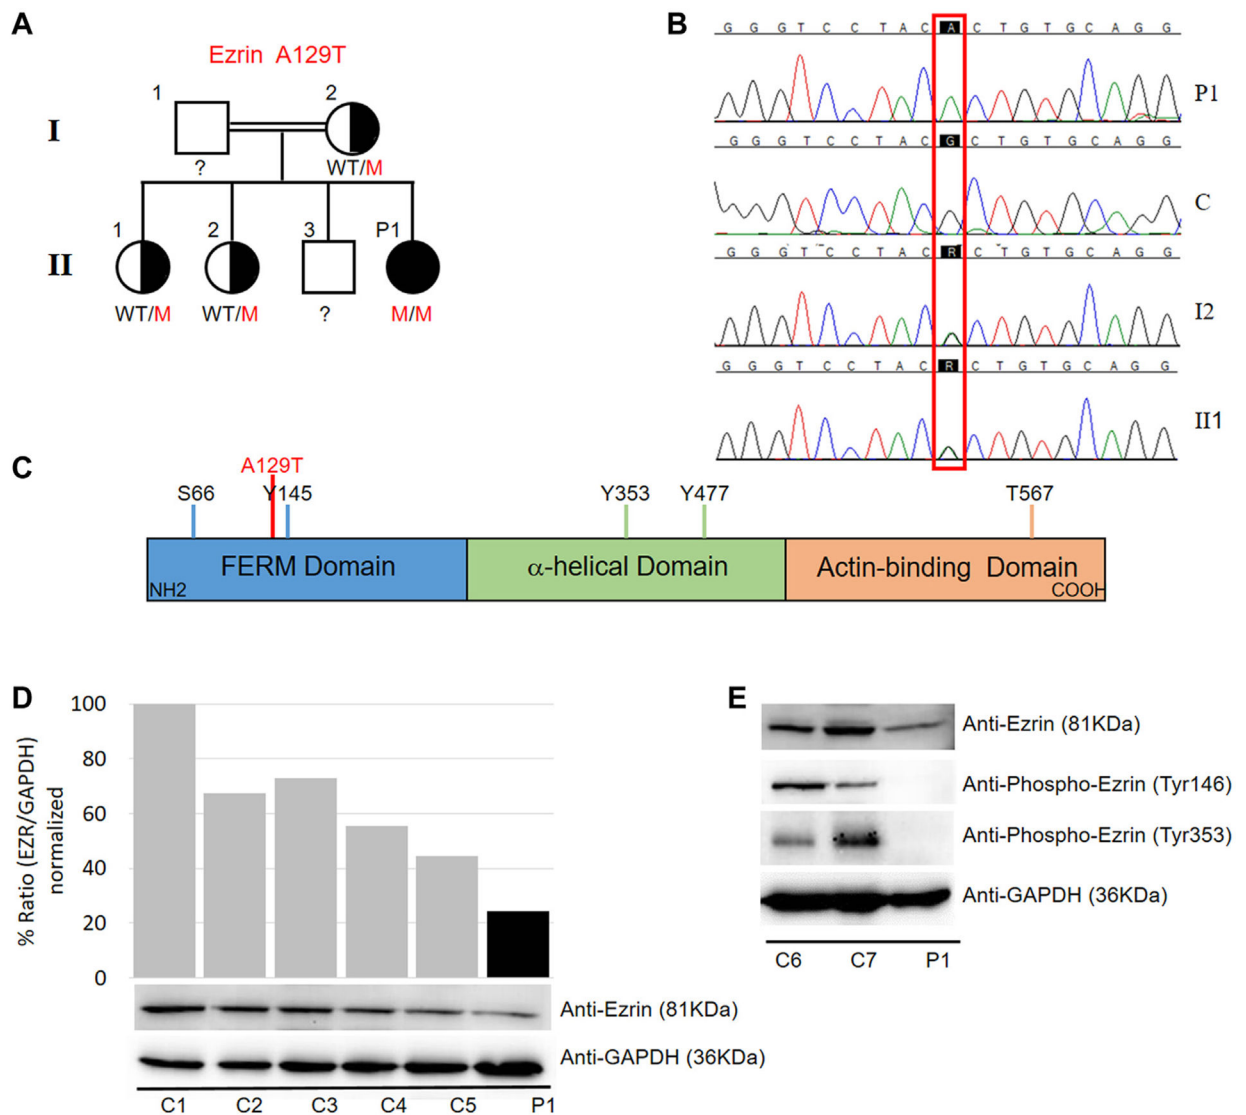 A
Ezrin A129T
1
2
I
?
WT/M
1
2
3
P1
II
WT/M
WT/M
?
M/M
B
G G G T C C T A C A C T G T G C A G G
P1
G G G T C C T A C G C T G T G C A G G
C
G G G T C C T A C R C T G T G C A G G
I2
G G G T C C T A C R C T G T G C A G G
II1
C
A129T
S66
Y145
Y353
Y477
T567
FERM Domain
α-helical Domain
Actin-binding Domain
NH2
COOH
D
% Ratio (EZR/GAPDH)
normalized
100
80
60
40
20
0
Anti-Ezrin (81KDa)
Anti-GAPDH (36KDa)
C1 C2 C3 C4 C5 P1
E
Anti-Ezrin (81KDa)
Anti-Phospho-Ezrin (Tyr146)
Anti-Phospho-Ezrin (Tyr353)
Anti-GAPDH (36KDa)
C6 C7 P1